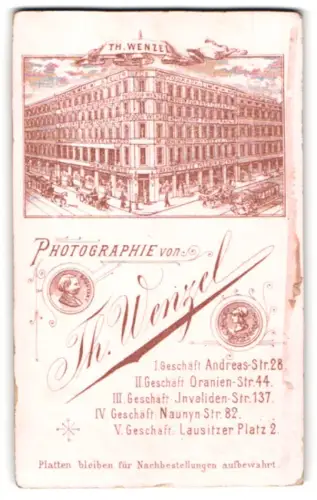 TH. WENZEL
PHOTOGRAPHIE von
Th. Wenzel
I Geschäft Andreas-Str. 28.
II Geschäft Oranien-Str. 44.
III. Geschäft Jnvaliden-Str. 137.
IV Geschäft Naunyn Str. 82.
V. Geschäft. Lausitzer Platz 2.
Platten bleiben für Nachbestellungen aufbewahrt.